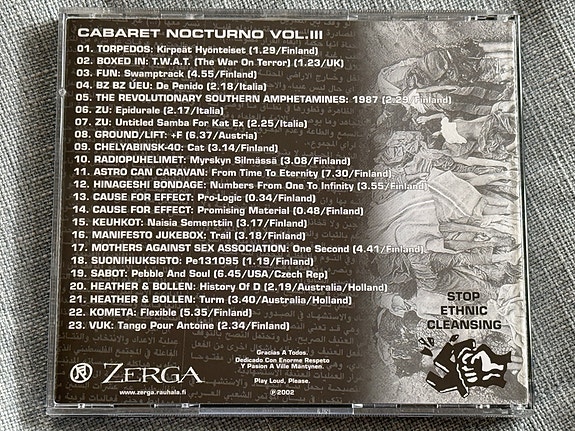 CABARET NOCTURNO VOL.III
01. TORPEDOS: Kirpeät Hyönteiset (1.29/Finland)
02. BOXED IN: T.W.A.T. (The War On Terror) (1.23/UK)
03. FUN: Swamptrack (4.55/Finland)
04. BZ BZ ÚEU: De Penido (2.18/Italia)
05. THE REVOLUTIONARY SOUTHERN AMPHETAMINES: 1987 (2.29/Finland)
06. ZU: Epidurale (2.17/Italia)
07. ZU: Untitled Samba For Kat Ex (2.25/Italia)
08. GROUND/LIFT: +F (6.37/Austria)
09. CHELYABINSK-40: Cat (3.14/Finland)
10. RADIOPUHELIMET: Myrskyn Silmässä (3.08/Finland)
11. ASTRO CAN CARAVAN: From Time To Eternity (7.30/Finland)
12. HINAGESHI BONDAGE: Numbers From One To Infinity (3.55/Finland)
13. CAUSE FOR EFFECT: Pro-Logic (0.34/Finland)
14. CAUSE FOR EFFECT: Promising Material (0.48/Finland)
15. KEUHKOT: Naisia Sementtiin (3.17/Finland)
16. MANIFESTO JUKEBOX: Trail (3.18/Finland)
17. MOTHERS AGAINST SEX ASSOCIATION: One Second (4.41/Finland)
18. SUONIHIUKSISTO: Pe131095 (1.19/Finland)
19. SABOT: Pebble And Soul (6.45/USA/Czech Rep)
20. HEATHER & BOLLEN: History Of D (2.19/Australia/Holland)
21. HEATHER & BOLLEN: Turm (3.40/Australia/Holland)
22. KOMETA: Flexible (5.35/Finland)
23. VUK: Tango Pour Antoine (2.34/Finland)
STOP
ETHNIC
CLEANSING
ZERGA
www.zerga.rauhala.fi
Gracias A Todos.
Dedicado Con Enorme Respeto
Y Pasion A Ville Mäntynen.
Play Loud, Please.
℗2002